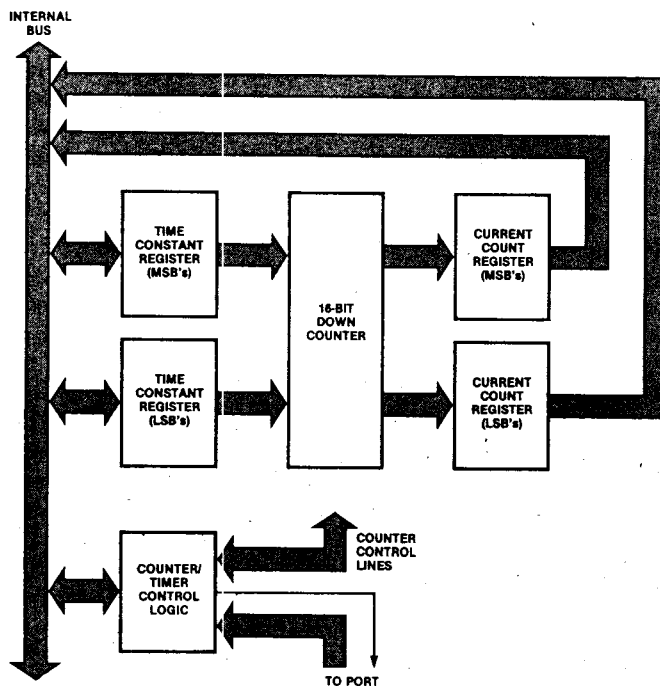 INTERNAL
BUS
TIME
CONSTANT
REGISTER
(MSB's)
16-BIT
DOWN
COUNTER
CURRENT
COUNT
REGISTER
(MSB's)
TIME
CONSTANT
REGISTER
(LSB's)
CURRENT
COUNT
REGISTER
(LSB's)
COUNTER/
TIMER
CONTROL
LOGIC
COUNTER
CONTROL
LINES
TO PORT